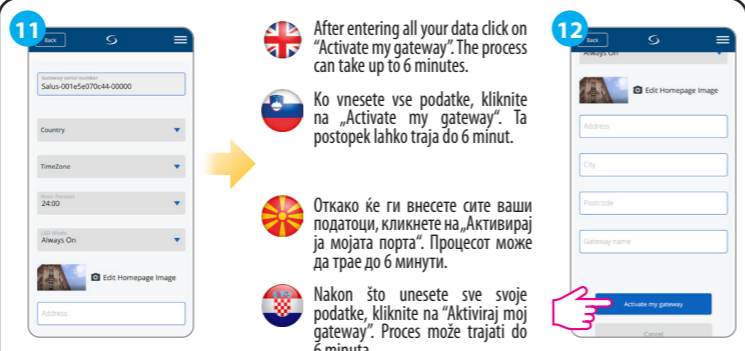 11
Back
Gateway serial number
Salus-001e5e070c44-00000
Country
TimeZone
24:00
LED Mode
Always On
Edit Homepage Image
Address
After entering all your data click on
“Activate my gateway”. The process
can take up to 6 minutes.
Ko vnesete vse podatke, kliknite
na „Activate my gateway“. Ta
postopek lahko traja do 6 minut.
Откако ќе ги внесете сите ваши
податоци, кликнете на „Активирај
ја мојата порта“. Процесот може
да трае до 6 минути.
Nakon što unesete sve svoje
podatke, kliknite na “Aktiviraj moj
gateway”. Proces može trajati do
6 minuta
12
Back
Always On
Edit Homepage Image
Address
City
Postcode
Gateway name
Activate my gateway
Cancel